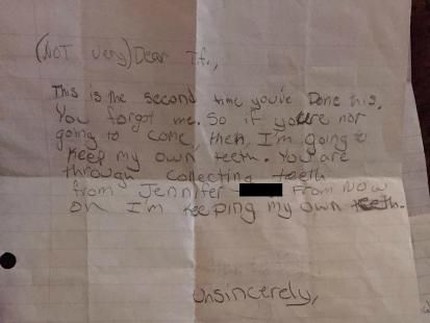 (NOT very) Dear T.f.,
This is the second time you've Done this.
You forgot me. So if you're not
going to come, then, I'm going to
keep my own teeth. You are
through collecting teeth
from Jennifer From NOW
on I'm keeping my own teeth.
Unsincerely,